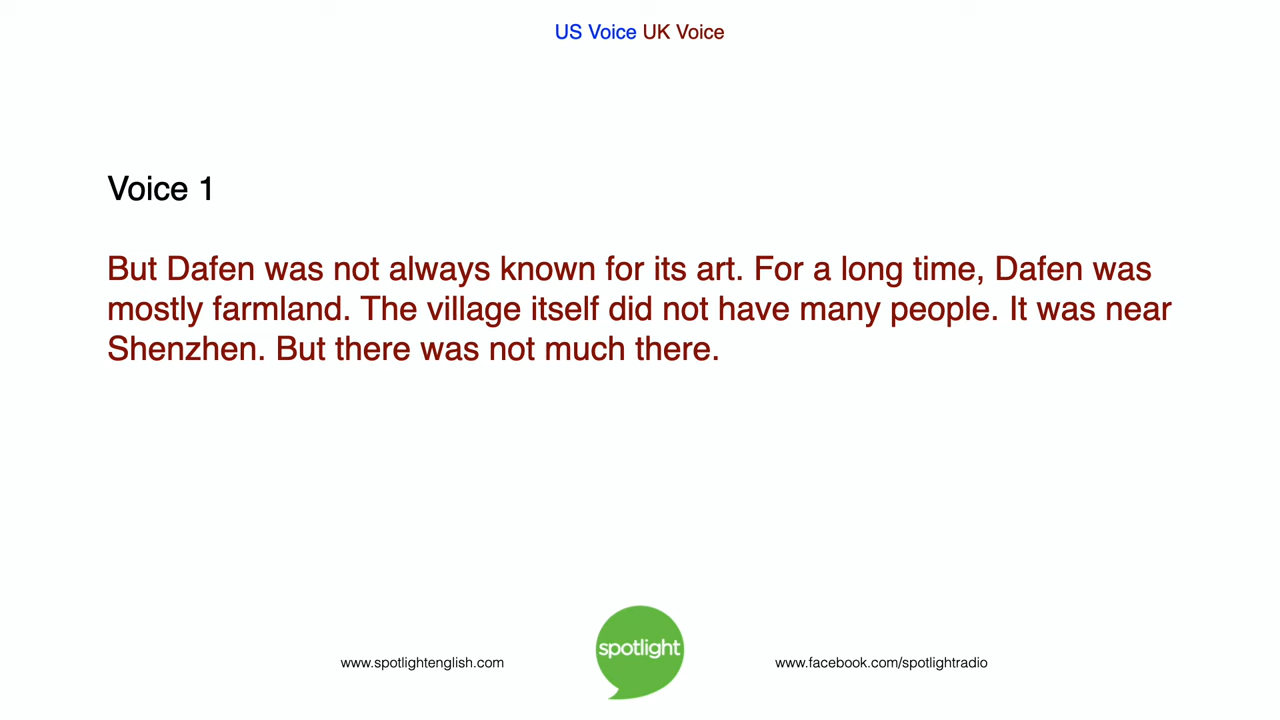 US Voice UK Voice
Voice 1
But Dafen was not always known for its art. For a long time, Dafen was
mostly farmland. The village itself did not have many people. It was near
Shenzhen. But there was not much there.
www.spotlightenglish.com
spotlight
www.facebook.com/spotlightradio